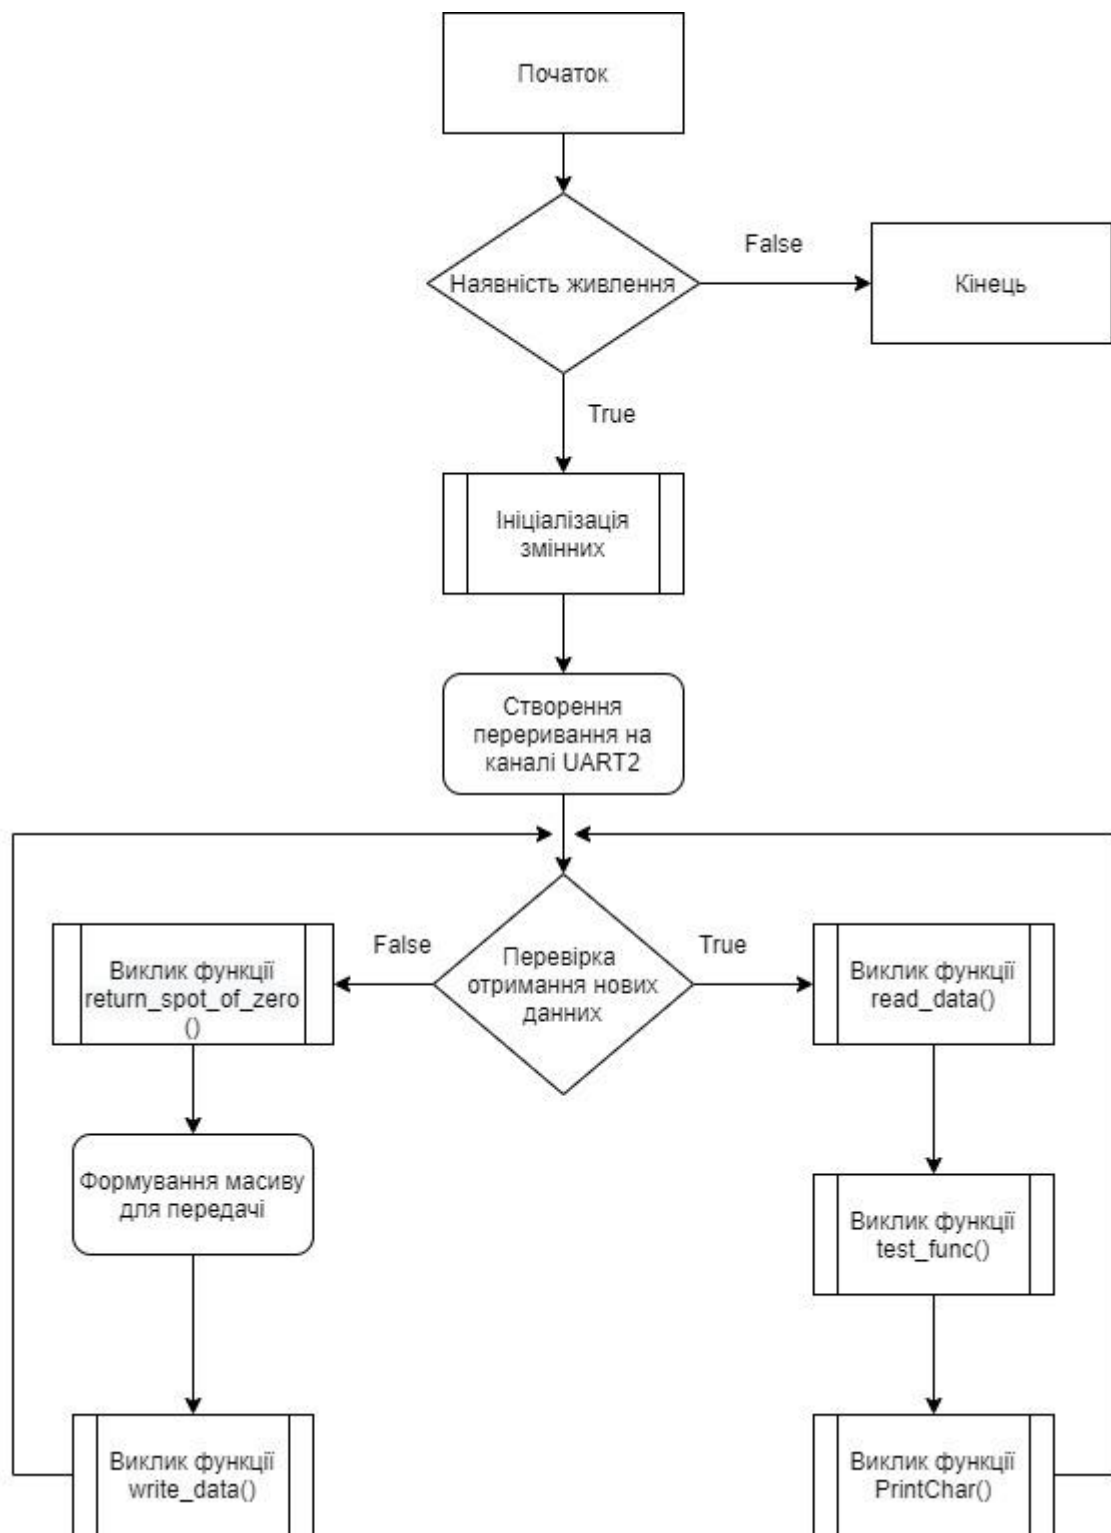 Початок
False
Наявність живлення
Кінець
True
Ініціалізація
змінних
Створення
переривання на
каналі UART2
False
True
Виклик функції
return_spot_of_zero
()
Перевірка
отримання нових
данних
Виклик функції
read_data()
Формування масиву
для передачі
Виклик функції
test_func()
Виклик функції
write_data()
Виклик функції
PrintChar()